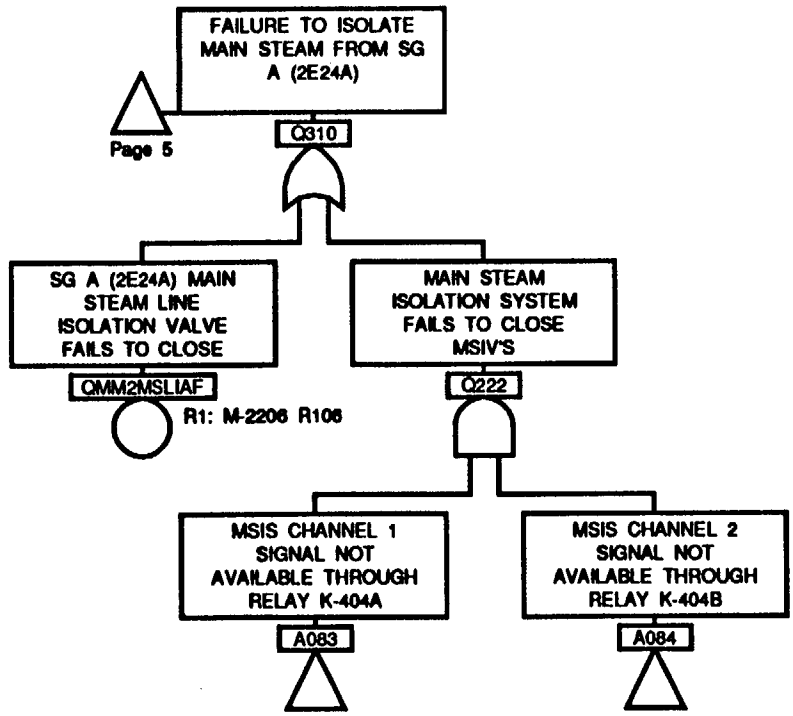 FAILURE TO ISOLATE
MAIN STEAM FROM SG
A (2E24A)
Page 5
Q310
SG A (2E24A) MAIN
STEAM LINE
ISOLATION VALVE
FAILS TO CLOSE
QMM2MSLIAF
R1: M-2206 R106
MAIN STEAM
ISOLATION SYSTEM
FAILS TO CLOSE
MSIV'S
Q222
MSIS CHANNEL 1
SIGNAL NOT
AVAILABLE THROUGH
RELAY K-404A
A083
MSIS CHANNEL 2
SIGNAL NOT
AVAILABLE THROUGH
RELAY K-404B
A084